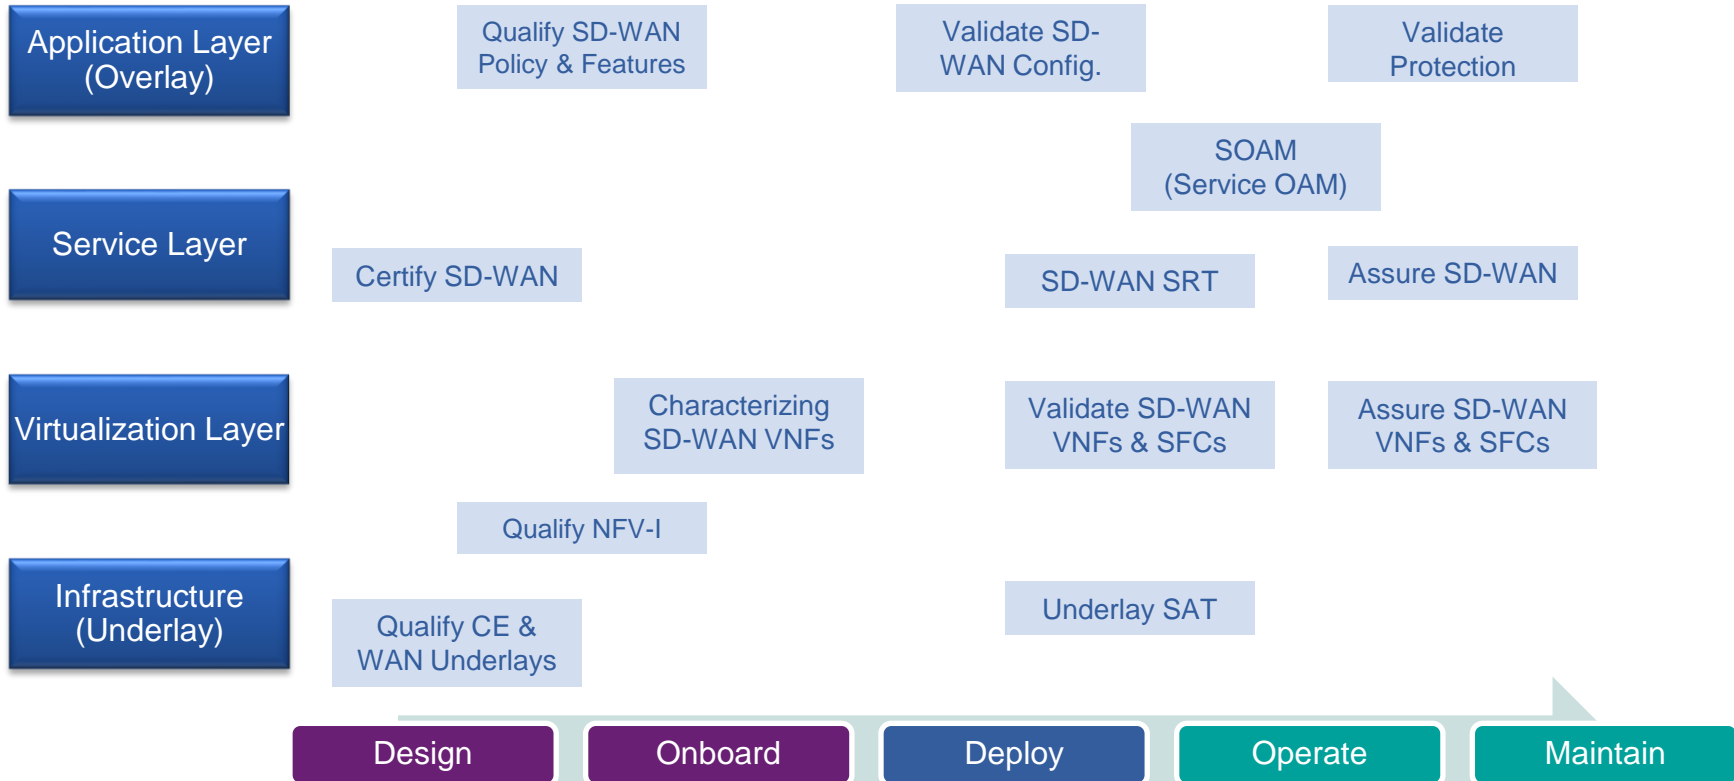 Application Layer
(Overlay)
Qualify SD-WAN
Policy & Features
Validate SD-
WAN Config.
Validate
Protection
SOAM
(Service OAM)
Service Layer
Certify SD-WAN
SD-WAN SRT
Assure SD-WAN
Virtualization Layer
Characterizing
SD-WAN VNFs
Validate SD-WAN
VNFs & SFCs
Assure SD-WAN
VNFs & SFCs
Qualify NFV-I
Infrastructure
(Underlay)
Qualify CE &
WAN Underlays
Underlay SAT
Design
Onboard
Deploy
Operate
Maintain